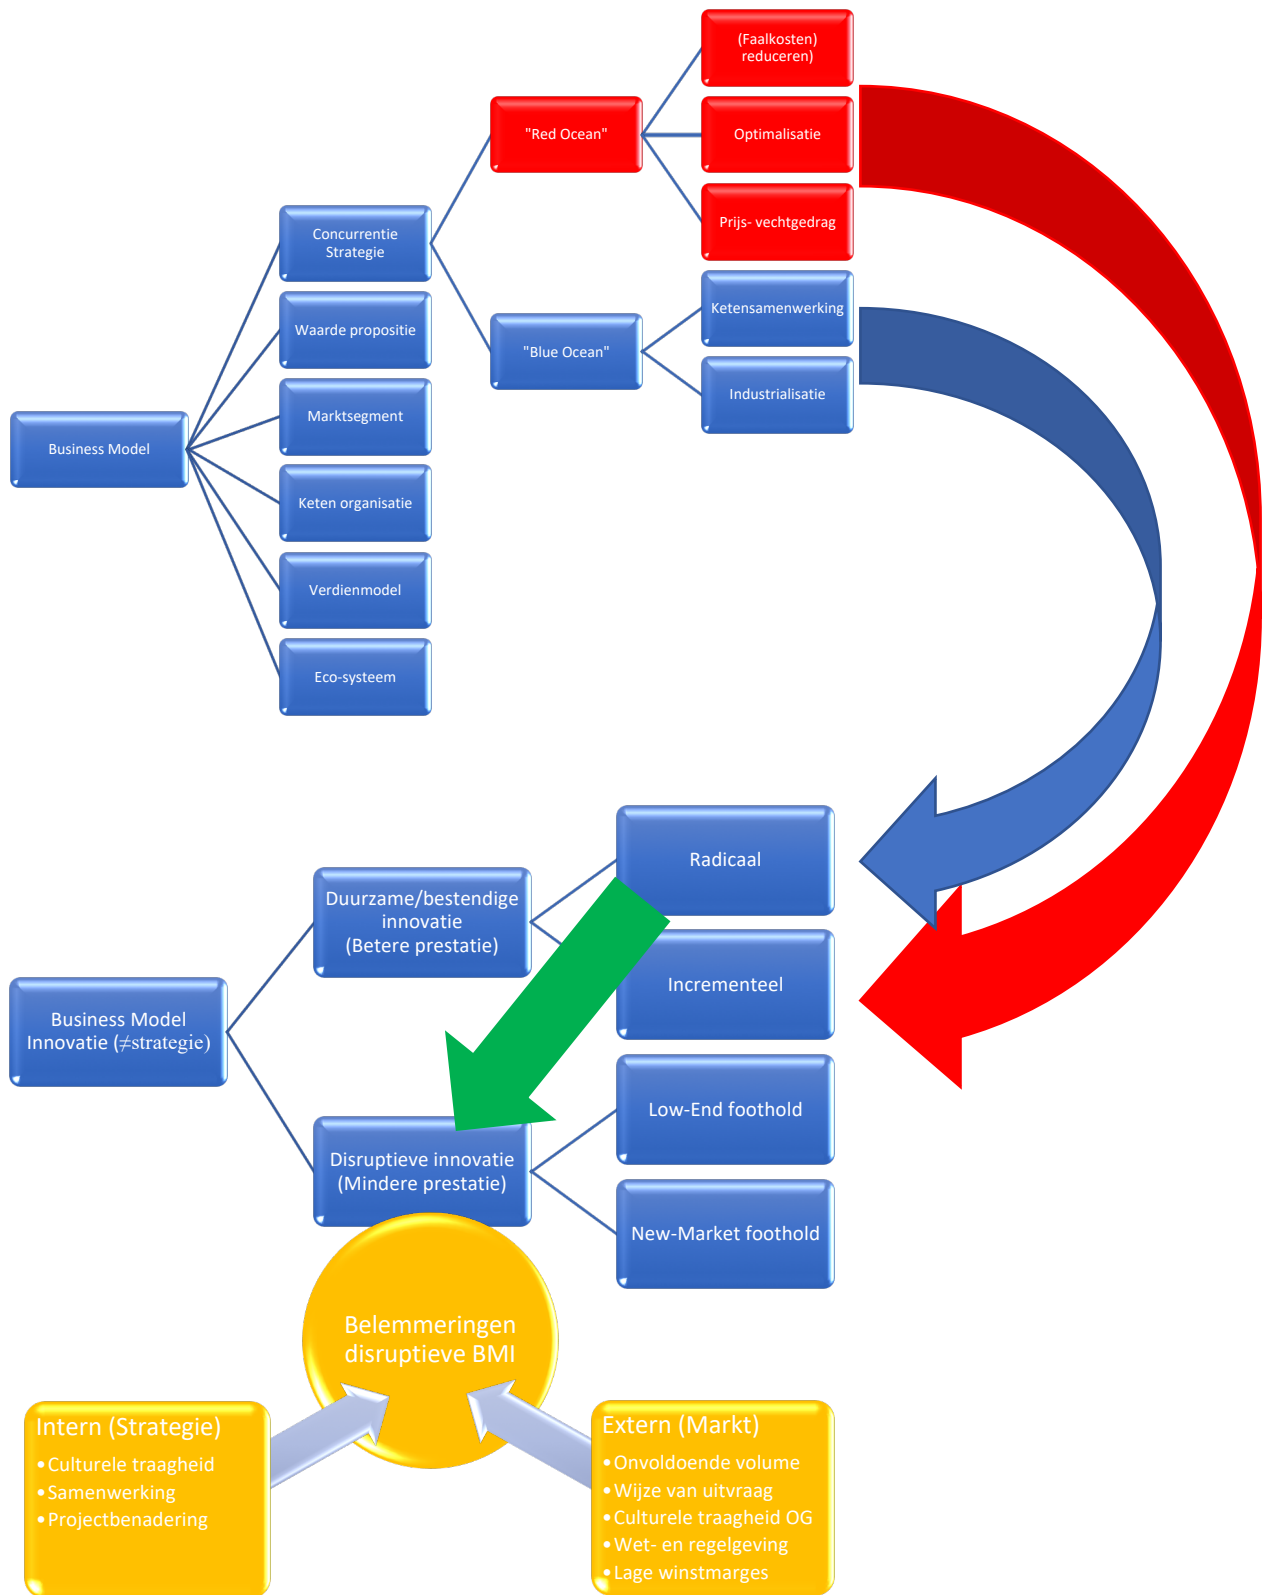 (Faalkosten)
reduceren)
"Red Ocean"
Optimalisatie
Prijs- vechtgedrag
Concurrentie
Strategie
Ketensamenwerking
Waarde propositie
"Blue Ocean"
Industrialisatie
Marktsegment
Business Model
Keten organisatie
Verdienmodel
Eco-systeem
Radicaal
Duurzame/bestendige
innovatie
(Betere prestatie)
Incrementeel
Business Model
Innovatie (≠strategie)
Low-End foothold
Disruptieve innovatie
(Mindere prestatie)
New-Market foothold
Belemmeringen
disruptieve BMI
Intern (Strategie)
• Culturele traagheid
• Samenwerking
• Projectbenadering
Extern (Markt)
• Onvoldoende volume
• Wijze van uitvraag
• Culturele traagheid OG
• Wet- en regelgeving
• Lage winstmarges